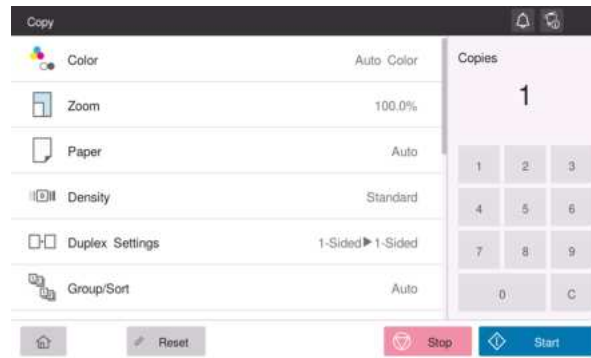 Copy
Color Auto Color Copies
Zoom 100.0% 1
Paper Auto
1 2 3
Density Standard
4 5 6
Duplex Settings 1-Sided▶1-Sided
7 8 9
Group/Sort Auto
0 C
Reset Stop Start